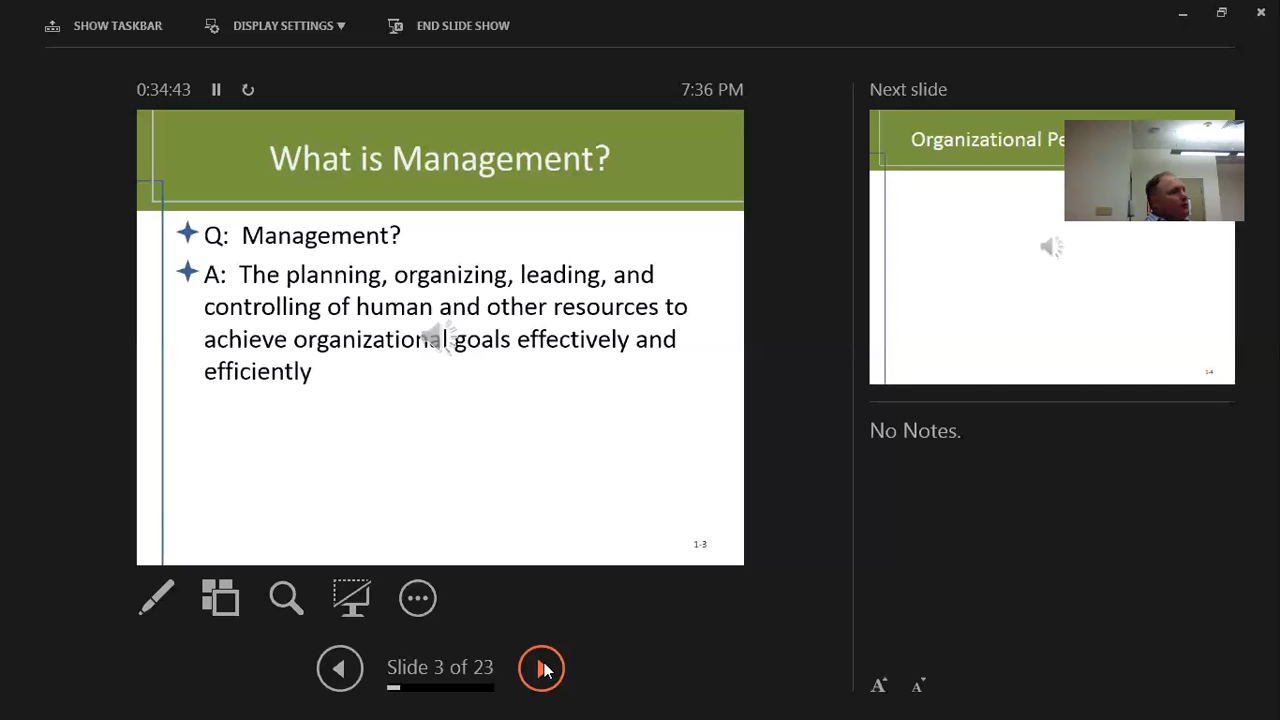 SHOW TASKBAR DISPLAY SETTINGS ▼ END SLIDE SHOW
0:34:43 7:36 PM
What is Management?
Q: Management?
A: The planning, organizing, leading, and
controlling of human and other resources to
achieve organizational goals effectively and
efficiently
1-3
Slide 3 of 23
Next slide
Organizational
1-4
No Notes.
A A